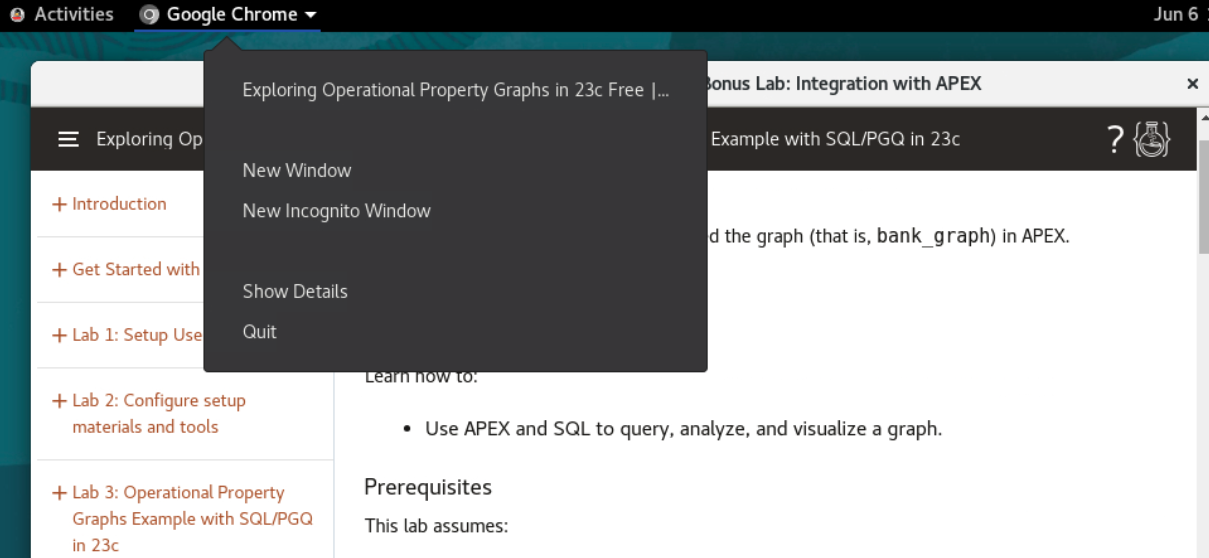 Activities Google Chrome Jun 6
Bonus Lab: Integration with APEX ×
Exploring Operational Property Graphs in 23c Free |...
New Window
New Incognito Window
Show Details
Quit
Exploring Op Example with SQL/PGQ in 23c ?
+ Introduction
+ Get Started with
+ Lab 1: Setup Use
+ Lab 2: Configure setup
materials and tools
+ Lab 3: Operational Property
Graphs Example with SQL/PGQ
in 23c
d the graph (that is, bank_graph) in APEX.
Learn how to:
• Use APEX and SQL to query, analyze, and visualize a graph.
Prerequisites
This lab assumes: